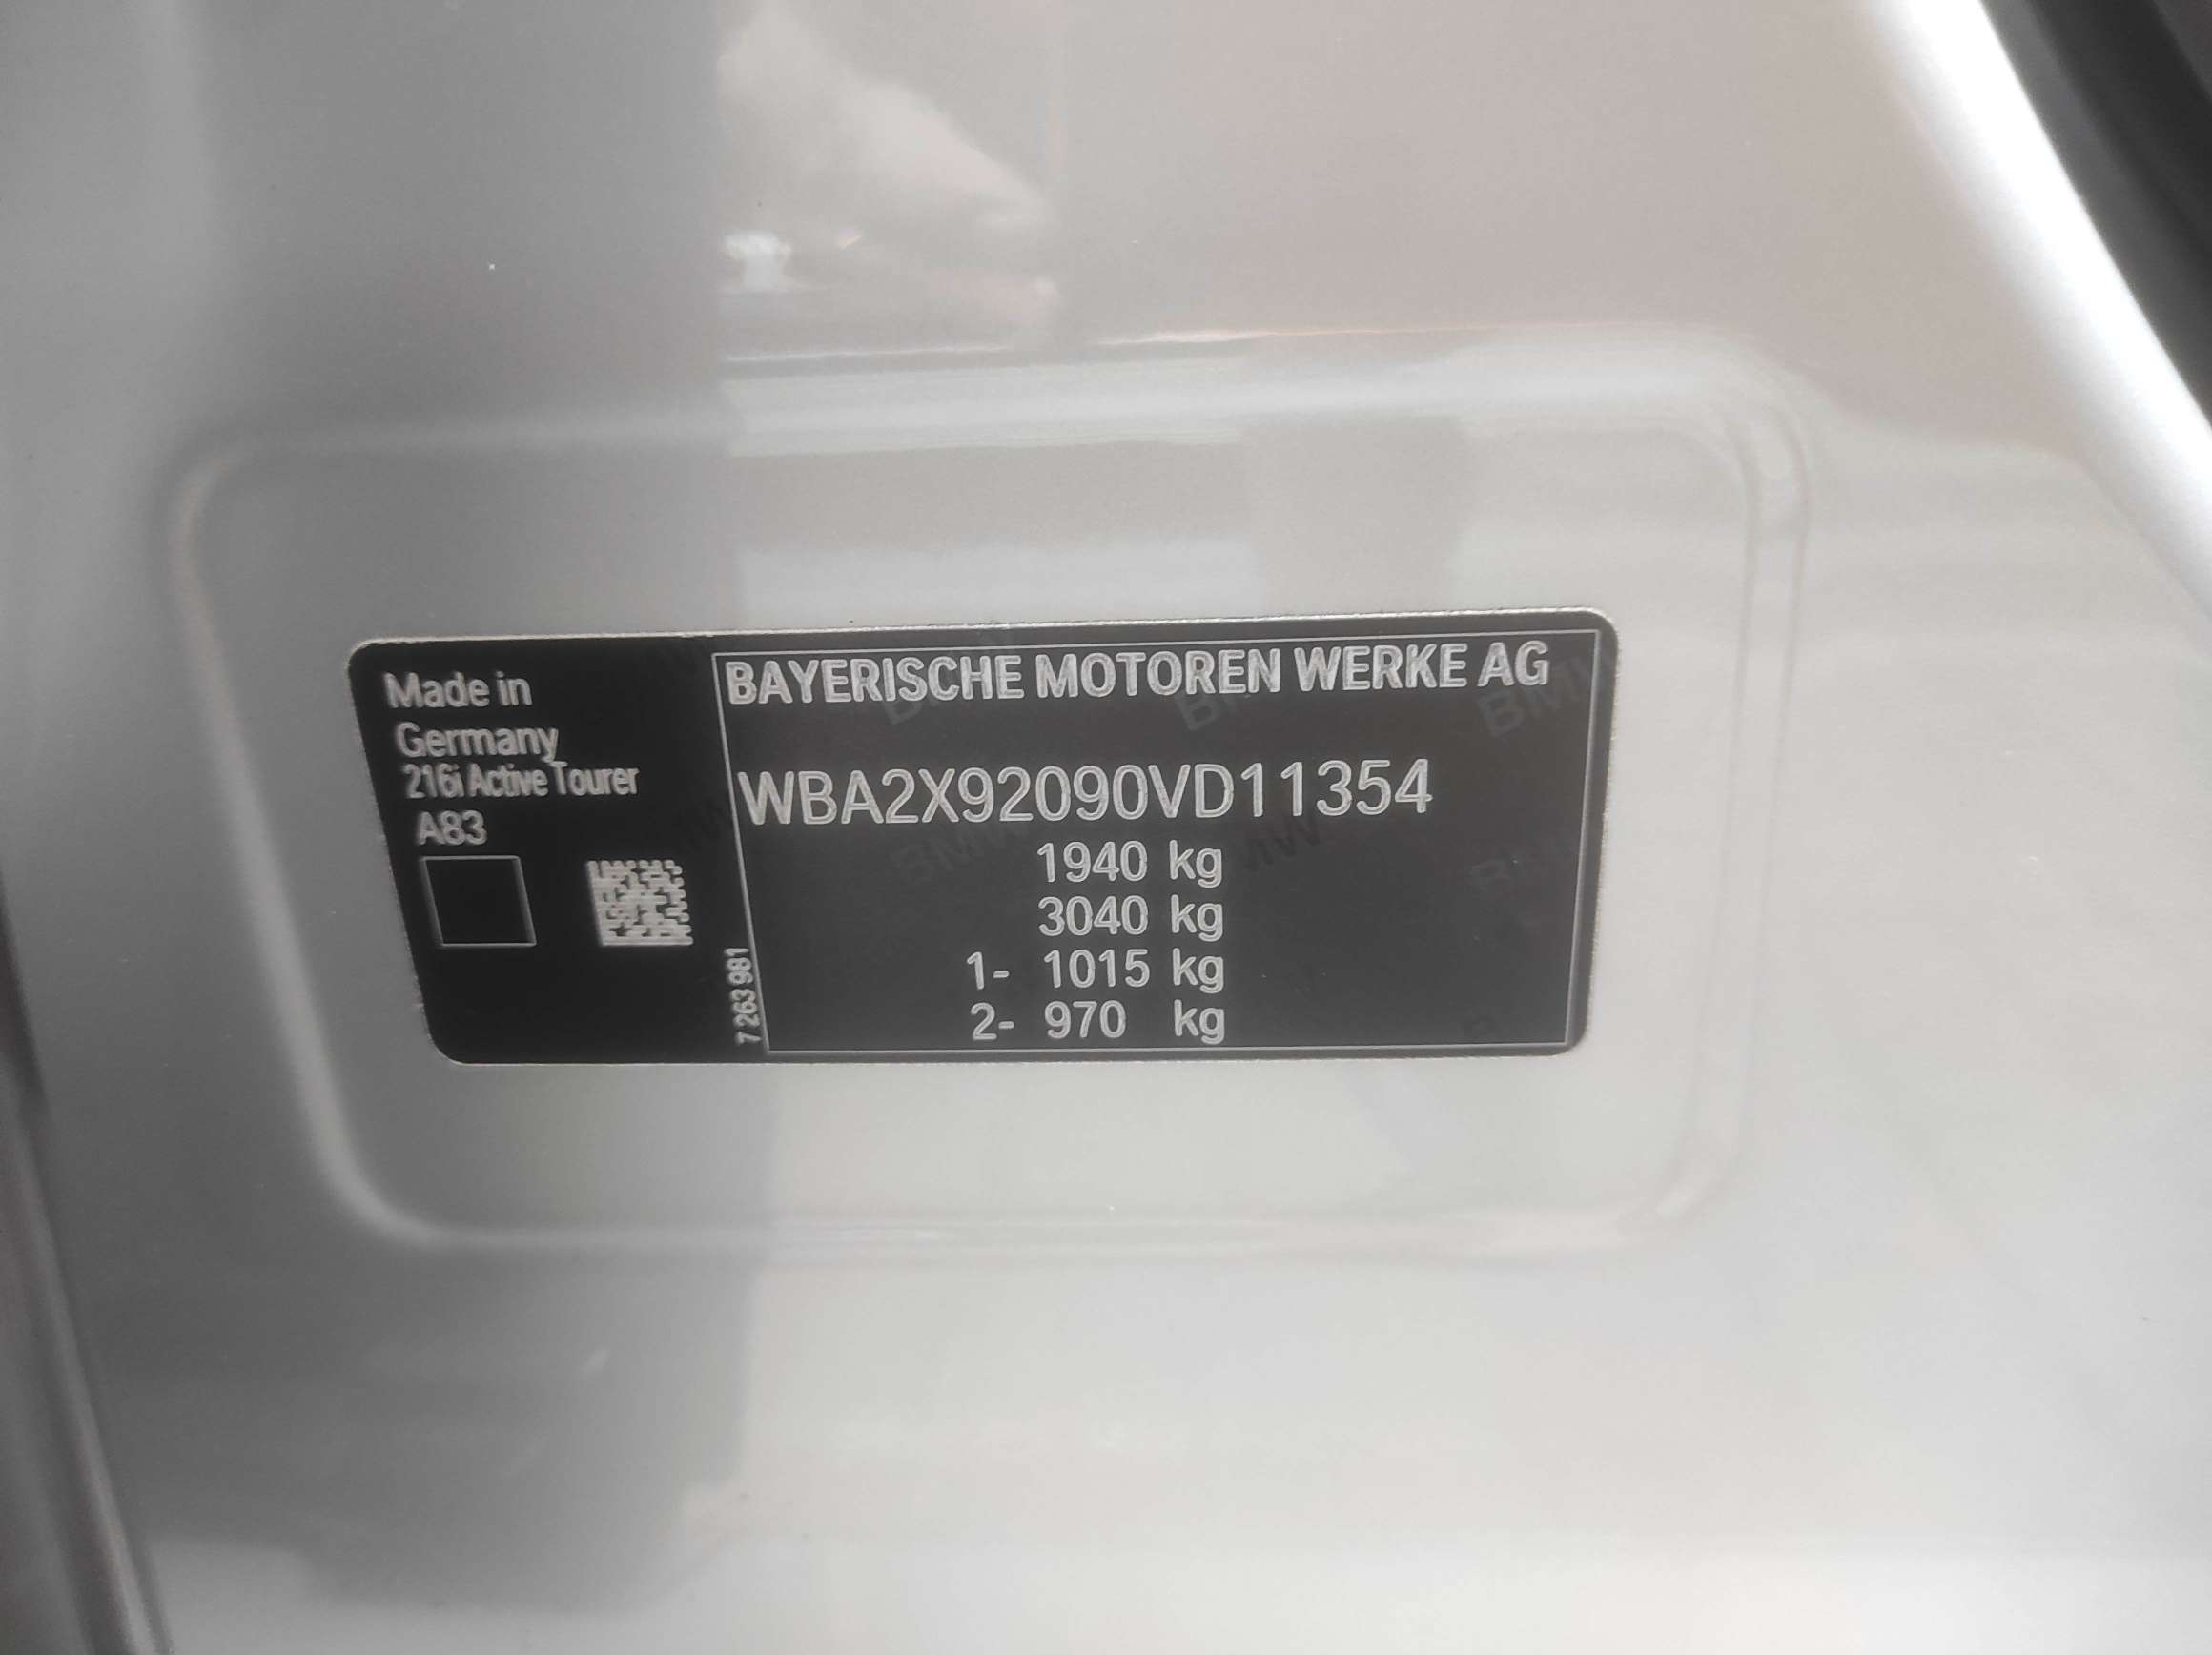 Made in
Germany
216i Active Tourer
A83
7 263 981
BAYERISCHE MOTOREN WERKE AG
WBA2X92090VD11354
1940 kg
3040 kg
1- 1015 kg
2- 970 kg